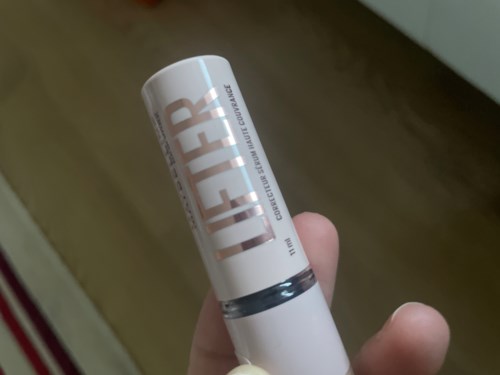 LIFTER
CORRECTEUR SÉRUM HAUTE COUVRANCE
11 ml